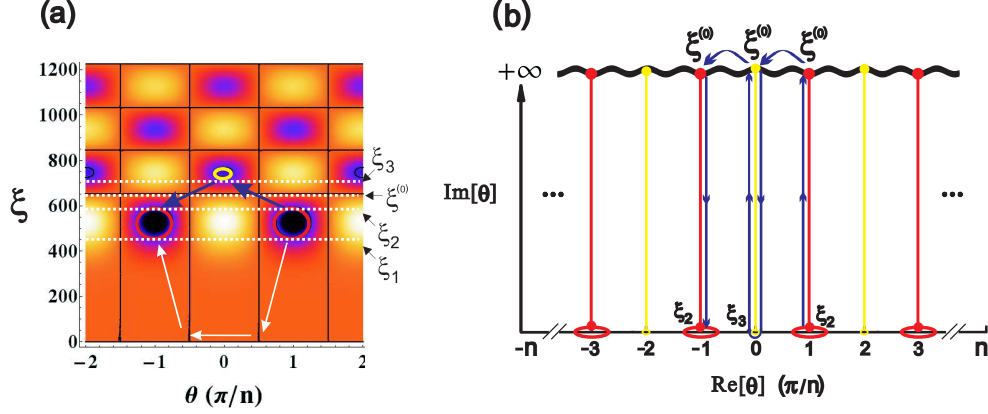 (a)
ξ
1200
1000
800
600
400
200
0
−2
−1
0
1
2
θ (π/n)
ξ3
ξ(0)
ξ2
ξ1
(b)
ξ(0) ξ(0) ξ(0)
+∞
Im[θ]
... ...
ξ2 ξ3 ξ2
-n -3 -2 -1 0 1 2 3 n
Re[θ] (π/n)